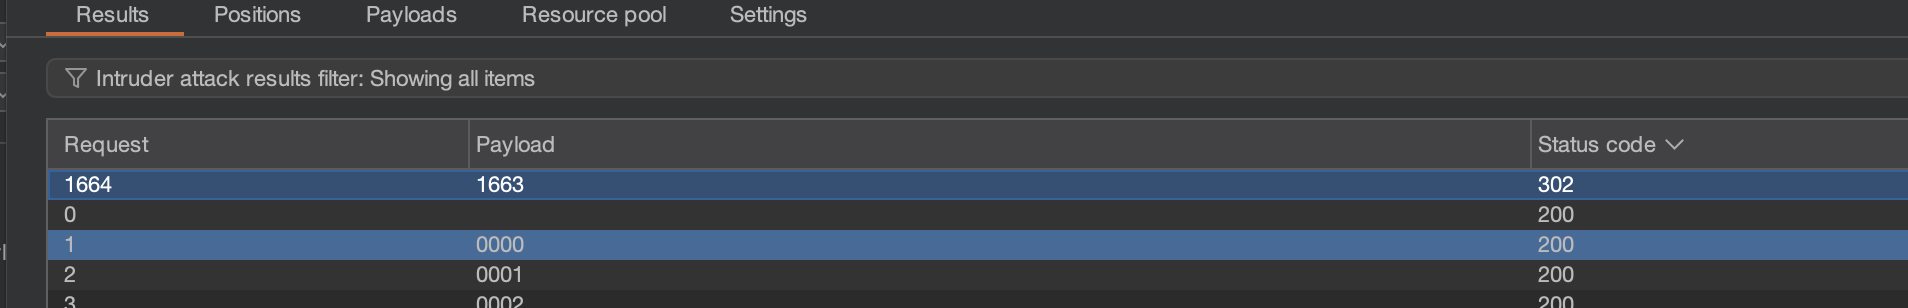 Results Positions Payloads Resource pool Settings
Intruder attack results filter: Showing all items
Request Payload Status code
1664 1663 302
0 200
1 0000 200
2 0001 200
3 0002 200